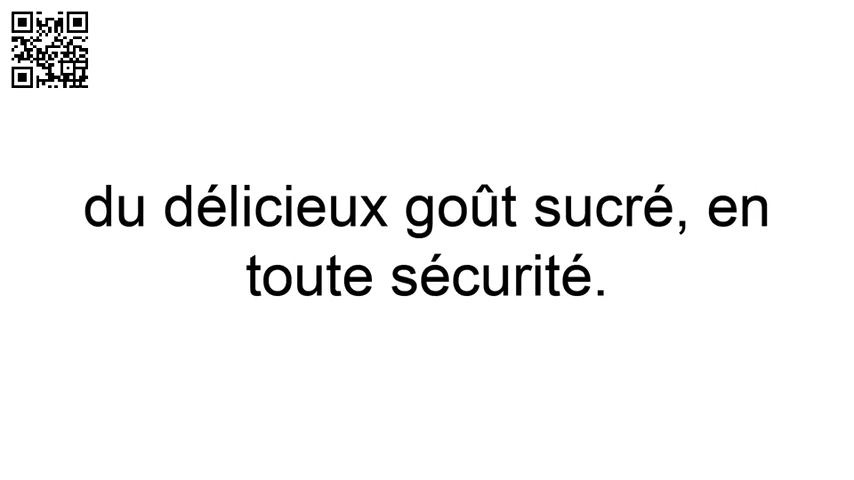 du délicieux goût sucré, en
toute sécurité.